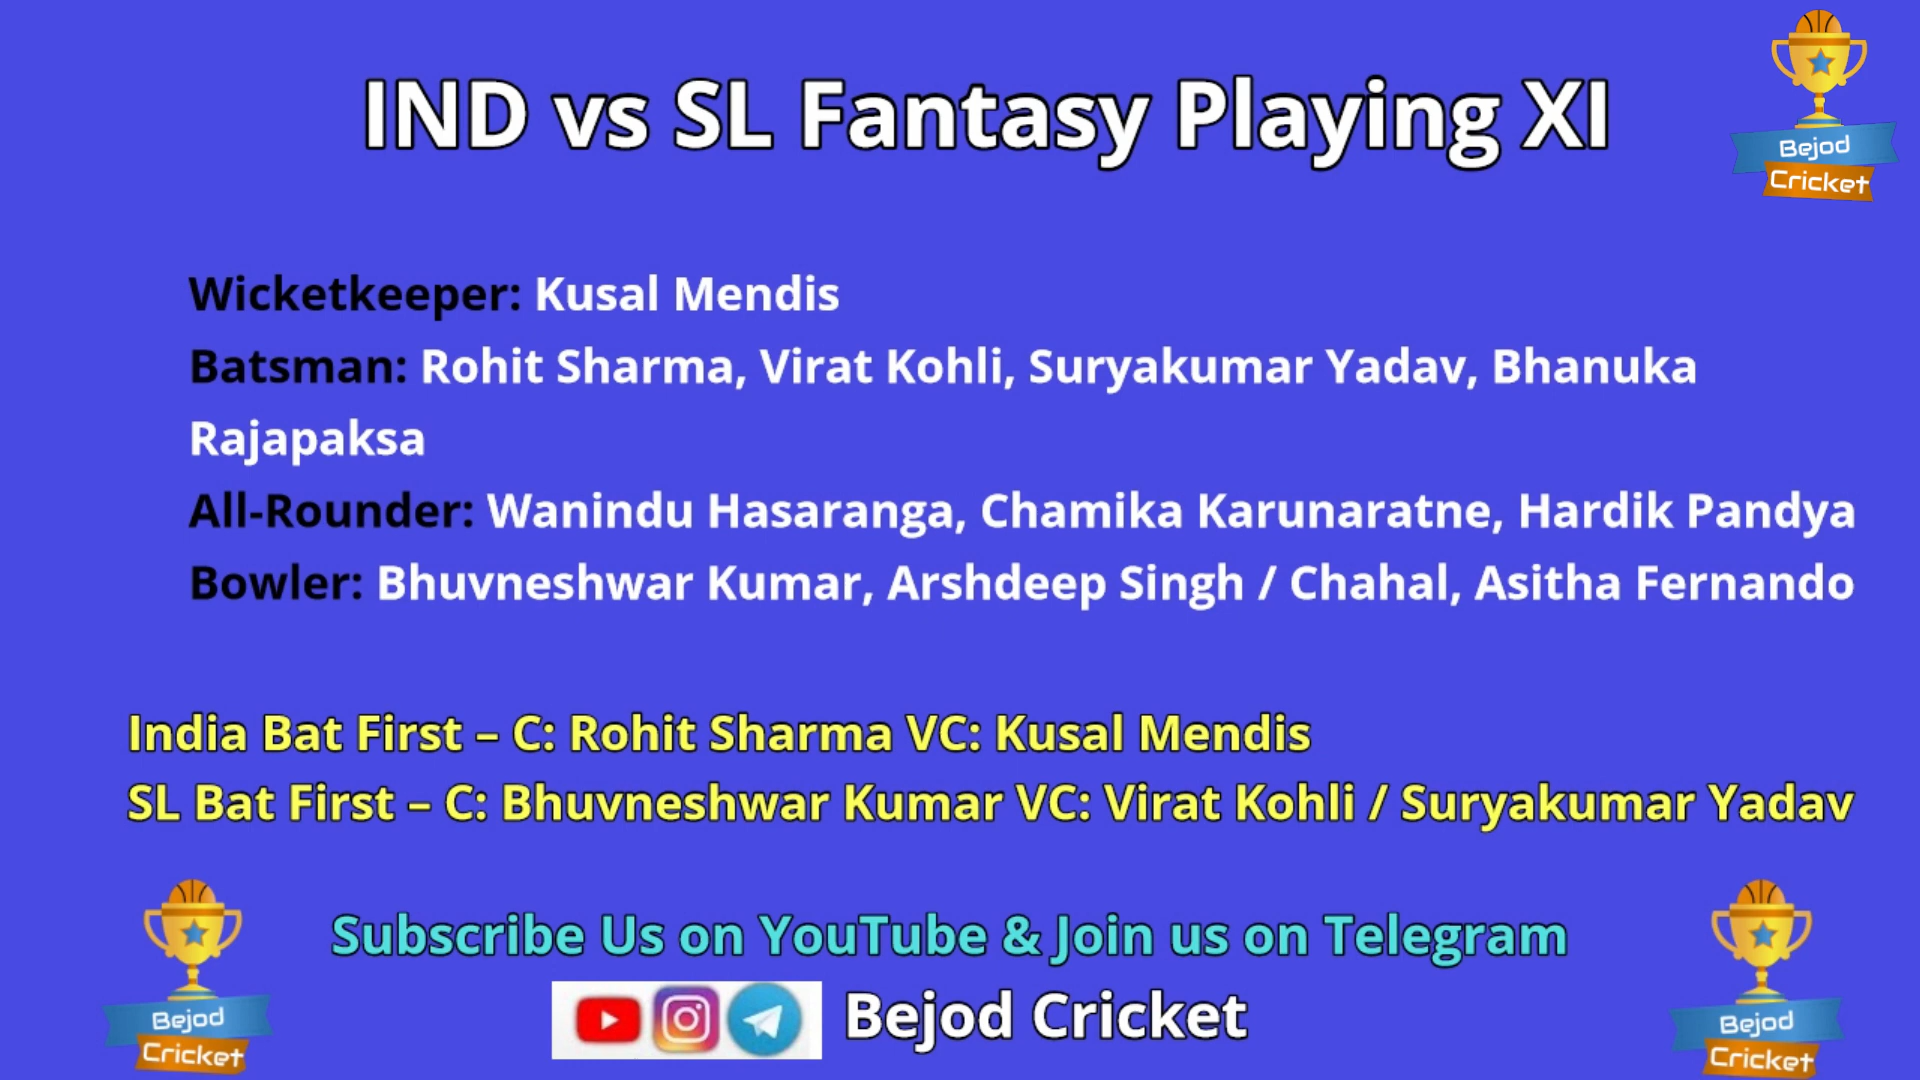 IND vs SL Fantasy Playing XI
Bejod
Cricket
Wicketkeeper: Kusal Mendis
Batsman: Rohit Sharma, Virat Kohli, Suryakumar Yadav, Bhanuka
Rajapaksa
All-Rounder: Wanindu Hasaranga, Chamika Karunaratne, Hardik Pandya
Bowler: Bhuvneshwar Kumar, Arshdeep Singh / Chahal, Asitha Fernando
India Bat First – C: Rohit Sharma VC: Kusal Mendis
SL Bat First – C: Bhuvneshwar Kumar VC: Virat Kohli / Suryakumar Yadav
Subscribe Us on YouTube & Join us on Telegram
Bejod Cricket
Bejod
Cricket
Bejod
Cricket